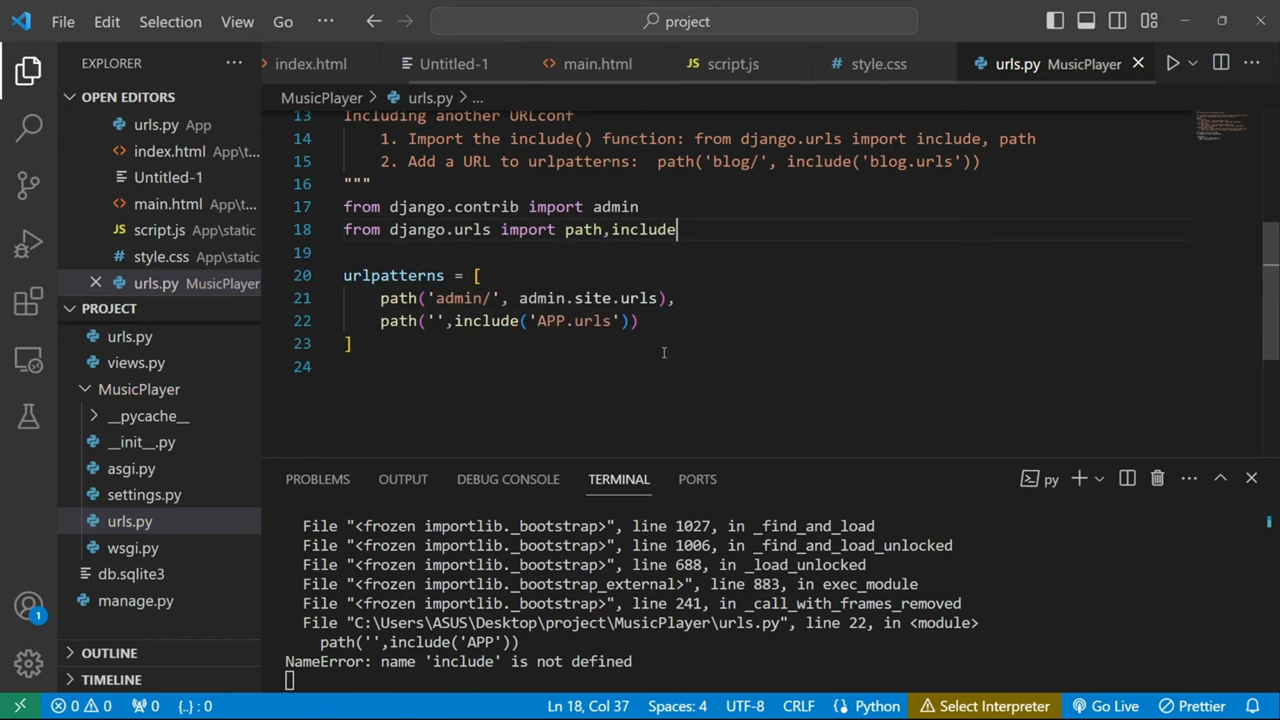 File Edit Selection View Go ··· project
EXPLORER ···
index.html Untitled-1 main.html script.js style.css urls.py MusicPlayer
OPEN EDITORS
urls.py App
index.html App\t...
Untitled-1
main.html App\t...
script.js App\static
style.css App\static
urls.py MusicPlayer
PROJECT
urls.py
views.py
MusicPlayer
__pycache__
__init__.py
asgi.py
settings.py
urls.py
wsgi.py
db.sqlite3
manage.py
OUTLINE
TIMELINE
MusicPlayer > urls.py > ...
13 Including another URLconf
14 1. Import the include() function: from django.urls import include, path
15 2. Add a URL to urlpatterns:  path('blog/', include('blog.urls'))
16 """
17 from django.contrib import admin
18 from django.urls import path,include
19
20 urlpatterns = [
21 path('admin/', admin.site.urls),
22 path('',include('APP.urls'))
23 ]
24
PROBLEMS OUTPUT DEBUG CONSOLE TERMINAL PORTS py
File "<frozen importlib._bootstrap>", line 1027, in _find_and_load
File "<frozen importlib._bootstrap>", line 1006, in _find_and_load_unlocked
File "<frozen importlib._bootstrap>", line 688, in _load_unlocked
File "<frozen importlib._bootstrap_external>", line 883, in exec_module
File "<frozen importlib._bootstrap>", line 241, in _call_with_frames_removed
File "C:\Users\ASUS\Desktop\project\MusicPlayer\urls.py", line 22, in <module>
path('',include('APP'))
NameError: name 'include' is not defined
0 0 0 {..} : 0 Ln 18, Col 37 Spaces: 4 UTF-8 CRLF Python Select Interpreter Go Live Prettier
1